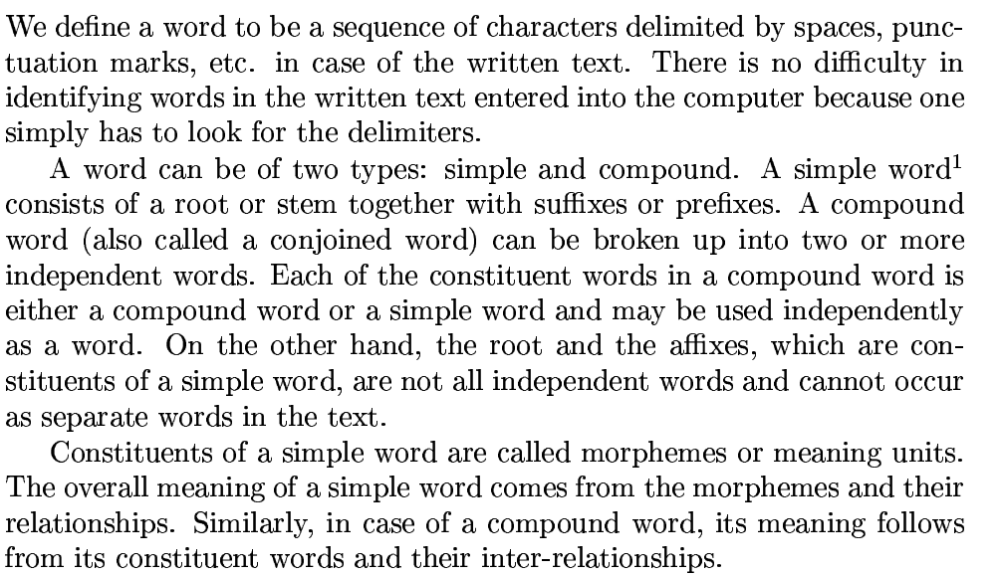 We define a word to be a sequence of characters delimited by spaces, punc-
tuation marks, etc. in case of the written text. There is no difficulty in
identifying words in the written text entered into the computer because one
simply has to look for the delimiters.
A word can be of two types: simple and compound. A simple word¹
consists of a root or stem together with suffixes or prefixes. A compound
word (also called a conjoined word) can be broken up into two or more
independent words. Each of the constituent words in a compound word is
either a compound word or a simple word and may be used independently
as a word. On the other hand, the root and the affixes, which are con-
stituents of a simple word, are not all independent words and cannot occur
as separate words in the text.
Constituents of a simple word are called morphemes or meaning units.
The overall meaning of a simple word comes from the morphemes and their
relationships. Similarly, in case of a compound word, its meaning follows
from its constituent words and their inter-relationships.